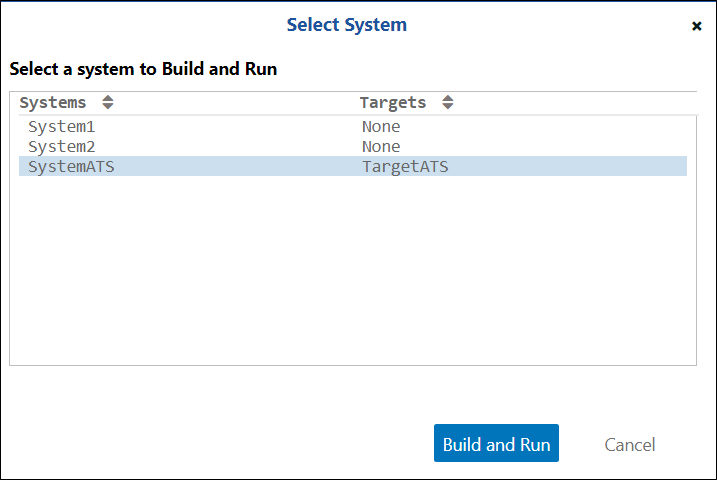 Select System
Select a system to Build and Run
Systems Targets
System1 None
System2 None
SystemATS TargetATS
Build and Run Cancel